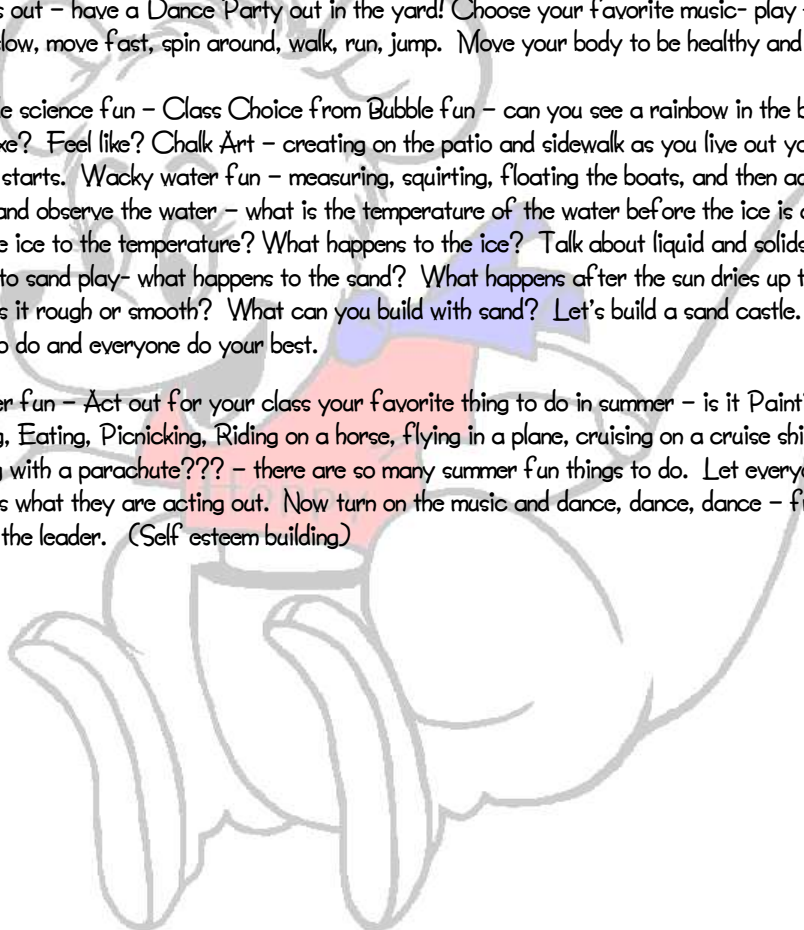 s out – have a Dance Party out in the yard! Choose your favorite music- play
low, move fast, spin around, walk, run, jump. Move your body to be healthy and
e science fun – Class Choice from Bubble fun – can you see a rainbow in the b
ke? Feel like? Chalk Art – creating on the patio and sidewalk as you live out yo
starts. Wacky water fun – measuring, squirting, floating the boats, and then ad
and observe the water – what is the temperature of the water before the ice is
e ice to the temperature? What happens to the ice? Talk about liquid and solids
to sand play- what happens to the sand? What happens after the sun dries up t
s it rough or smooth? What can you build with sand? Let's build a sand castle.
o do and everyone do your best.
er fun – Act out for your class your favorite thing to do in summer – is it Paint
g, Eating, Picnicking, Riding on a horse, flying in a plane, cruising on a cruise shi
g with a parachute??? – there are so many summer fun things to do. Let everyo
s what they are acting out. Now turn on the music and dance, dance, dance – f
the leader. (Self esteem building)